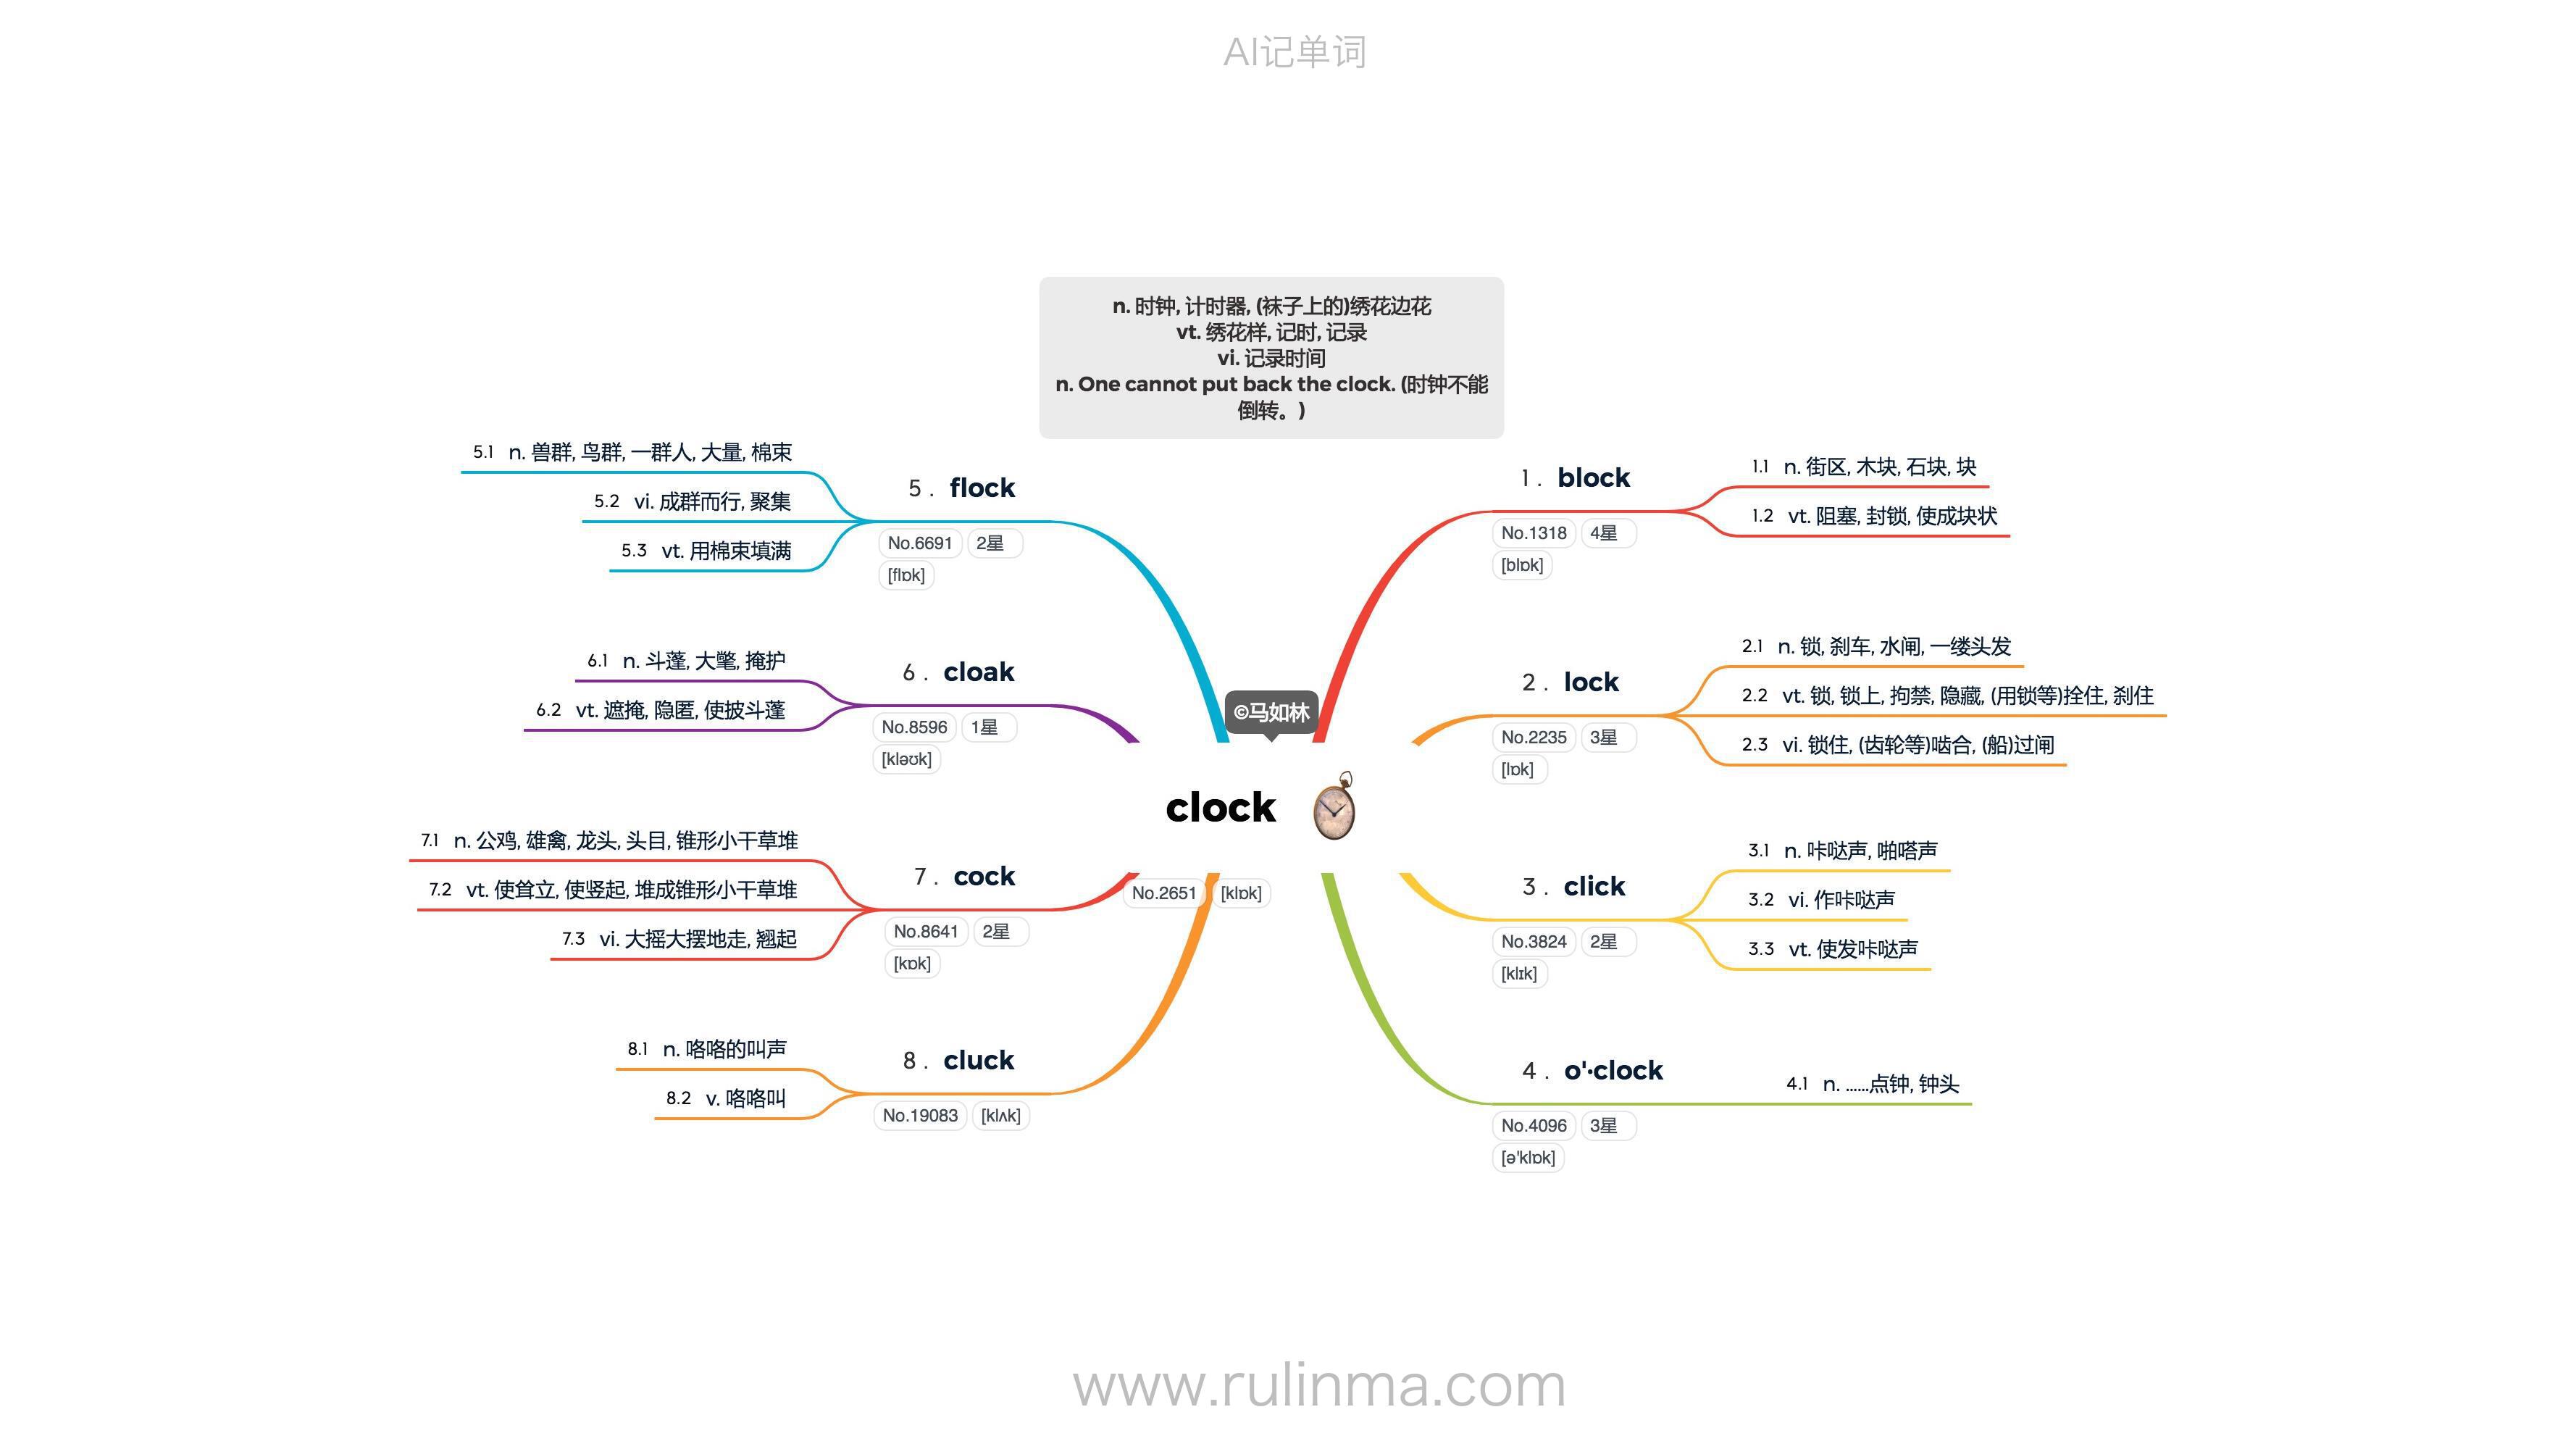 AI记单词
n. 时钟, 计时器, (袜子上的)绣花边花
vt. 绣花样, 记时, 记录
vi. 记录时间
n. One cannot put back the clock. (时钟不能
倒转。)
©马如林
clock
No.2651 [klɒk]
1. block
No.1318 4星
[blɒk]
1.1 n. 街区, 木块, 石块, 块
1.2 vt. 阻塞, 封锁, 使成块状
2. lock
No.2235 3星
[lɒk]
2.1 n. 锁, 刹车, 水闸, 一缕头发
2.2 vt. 锁, 锁上, 拘禁, 隐藏, (用锁等)拴住, 刹住
2.3 vi. 锁住, (齿轮等)啮合, (船)过闸
3. click
No.3824 2星
[klɪk]
3.1 n. 咔哒声, 啪嗒声
3.2 vi. 作咔哒声
3.3 vt. 使发咔哒声
4. o'·clock
No.4096 3星
[ə'klɒk]
4.1 n. ......点钟, 钟头
5. flock
No.6691 2星
[flɒk]
5.1 n. 兽群, 鸟群, 一群人, 大量, 棉束
5.2 vi. 成群而行, 聚集
5.3 vt. 用棉束填满
6. cloak
No.8596 1星
[kləʊk]
6.1 n. 斗蓬, 大氅, 掩护
6.2 vt. 遮掩, 隐匿, 使披斗蓬
7. cock
No.8641 2星
[kɒk]
7.1 n. 公鸡, 雄禽, 龙头, 头目, 锥形小干草堆
7.2 vt. 使耸立, 使竖起, 堆成锥形小干草堆
7.3 vi. 大摇大摆地走, 翘起
8. cluck
No.19083 [klʌk]
8.1 n. 咯咯的叫声
8.2 v. 咯咯叫
www.rulinma.com